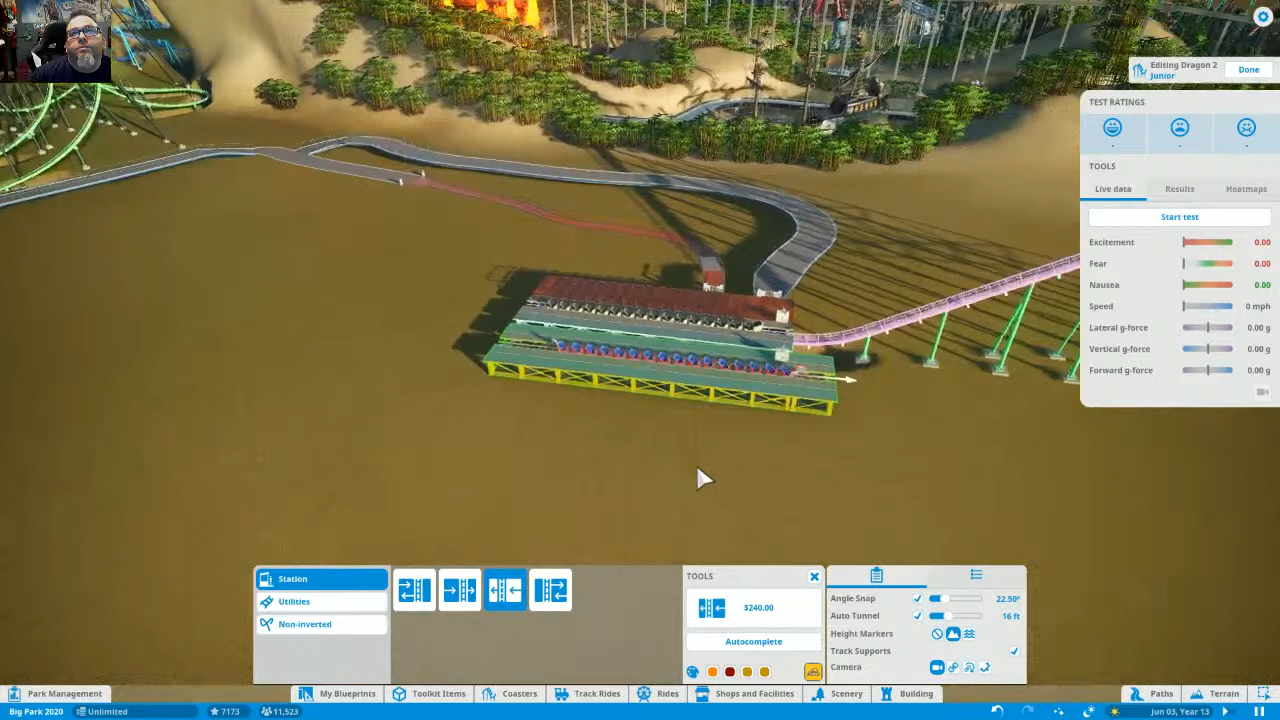 Editing Dragon 2
Junior
Done
TEST RATINGS
-
-
-
TOOLS
Live data
Results
Heatmaps
Start test
Excitement 0.00
Fear 0.00
Nausea 0.00
Speed 0 mph
Lateral g-force 0.00 g
Vertical g-force 0.00 g
Forward g-force 0.00 g
Station
Utilities
Non-inverted
TOOLS
$240.00
Autocomplete
Angle Snap 22.50°
Auto Tunnel 16 ft
Height Markers
Track Supports
Camera
Park Management
My Blueprints
Toolkit Items
Coasters
Track Rides
Rides
Shops and Facilities
Scenery
Building
Paths
Terrain
Big Park 2020
Unlimited
7173
11,523
Jun 03, Year 13